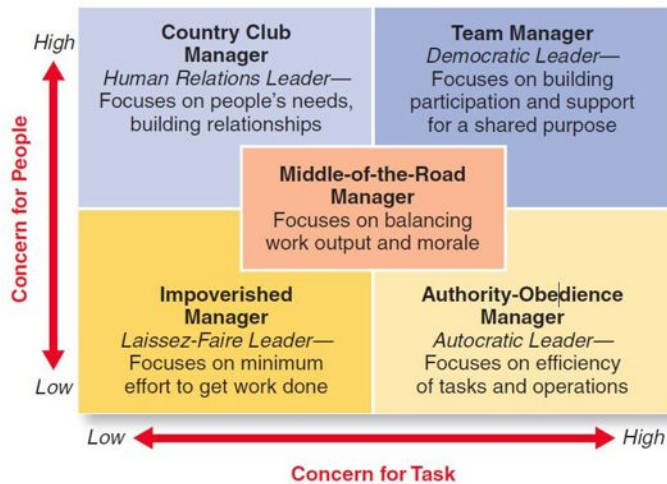 High
Country Club
Manager
Human Relations Leader—
Focuses on people's needs,
building relationships
Team Manager
Democratic Leader—
Focuses on building
participation and support
for a shared purpose
Concern for People
Middle-of-the-Road
Manager
Focuses on balancing
work output and morale
Impoverished
Manager
Laissez-Faire Leader—
Focuses on minimum
effort to get work done
Authority-Obedience
Manager
Autocratic Leader—
Focuses on efficiency
of tasks and operations
Low
Low
High
Concern for Task